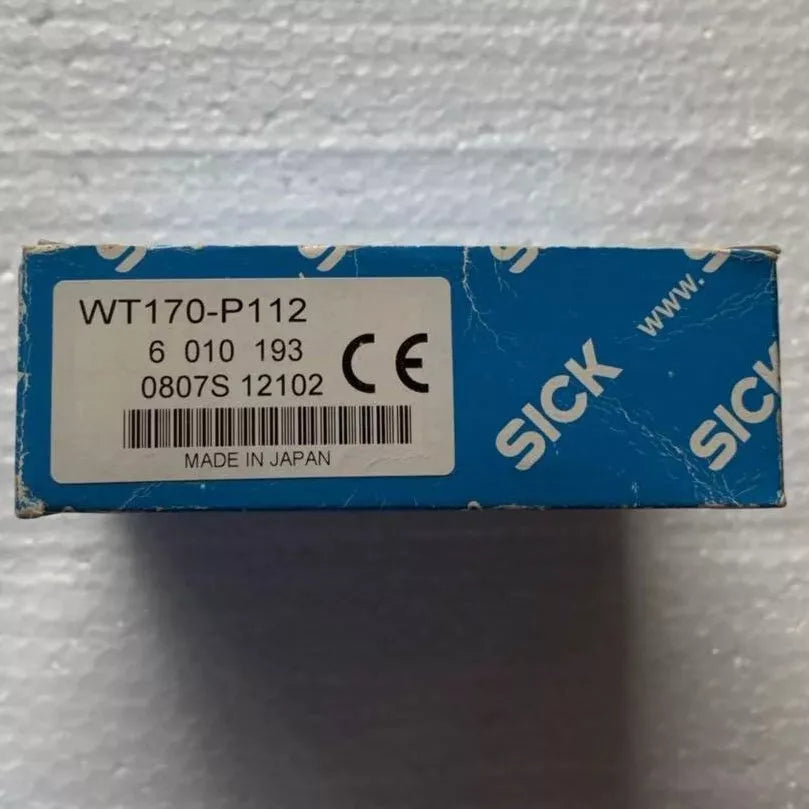 WT170-P112
6 010 193
0807S 12102
CE
MADE IN JAPAN
SICK
www.
SICK